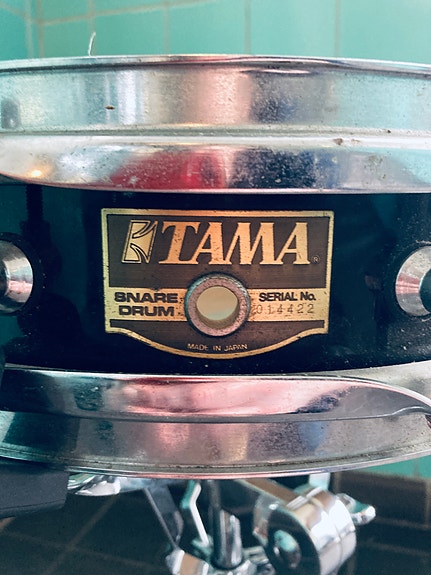 TAMA®
SNARE DRUM
SERIAL No. 014422
MADE IN JAPAN